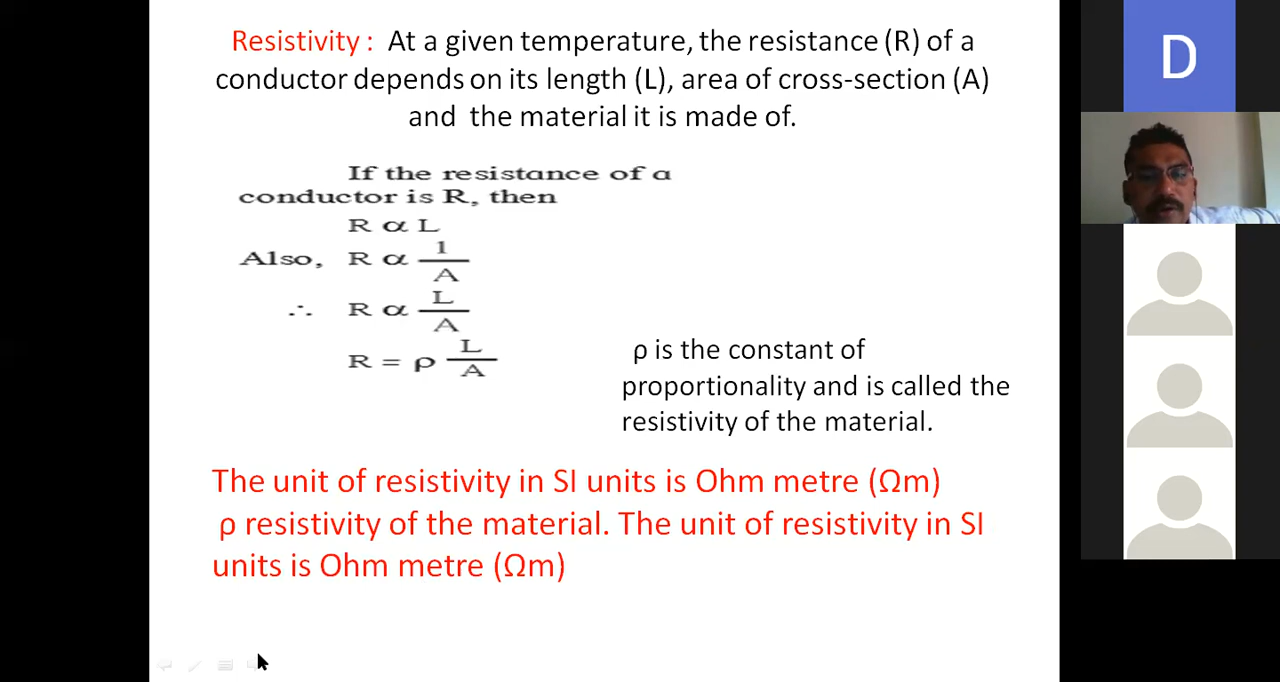 Resistivity : At a given temperature, the resistance (R) of a
conductor depends on its length (L), area of cross-section (A)
and the material it is made of.
If the resistance of a
conductor is R, then
R α L
Also, R α 1/A
∴ R α L/A
R = ρ L/A
ρ is the constant of
proportionality and is called the
resistivity of the material.
The unit of resistivity in SI units is Ohm metre (Ωm)
ρ resistivity of the material. The unit of resistivity in SI
units is Ohm metre (Ωm)
D